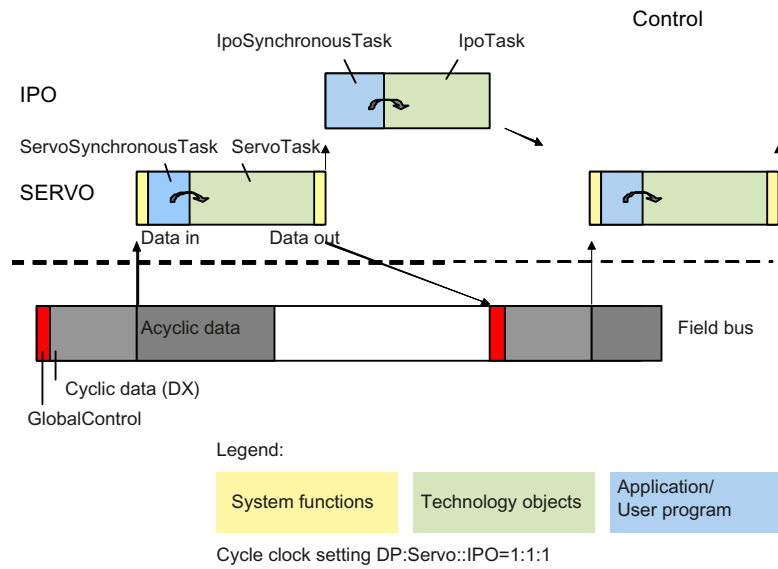 Control
IpoSynchronousTask
IpoTask
IPO
ServoSynchronousTask
ServoTask
SERVO
Data in
Data out
Acyclic data
Field bus
Cyclic data (DX)
GlobalControl
Legend:
System functions
Technology objects
Application/
User program
Cycle clock setting DP:Servo::IPO=1:1:1